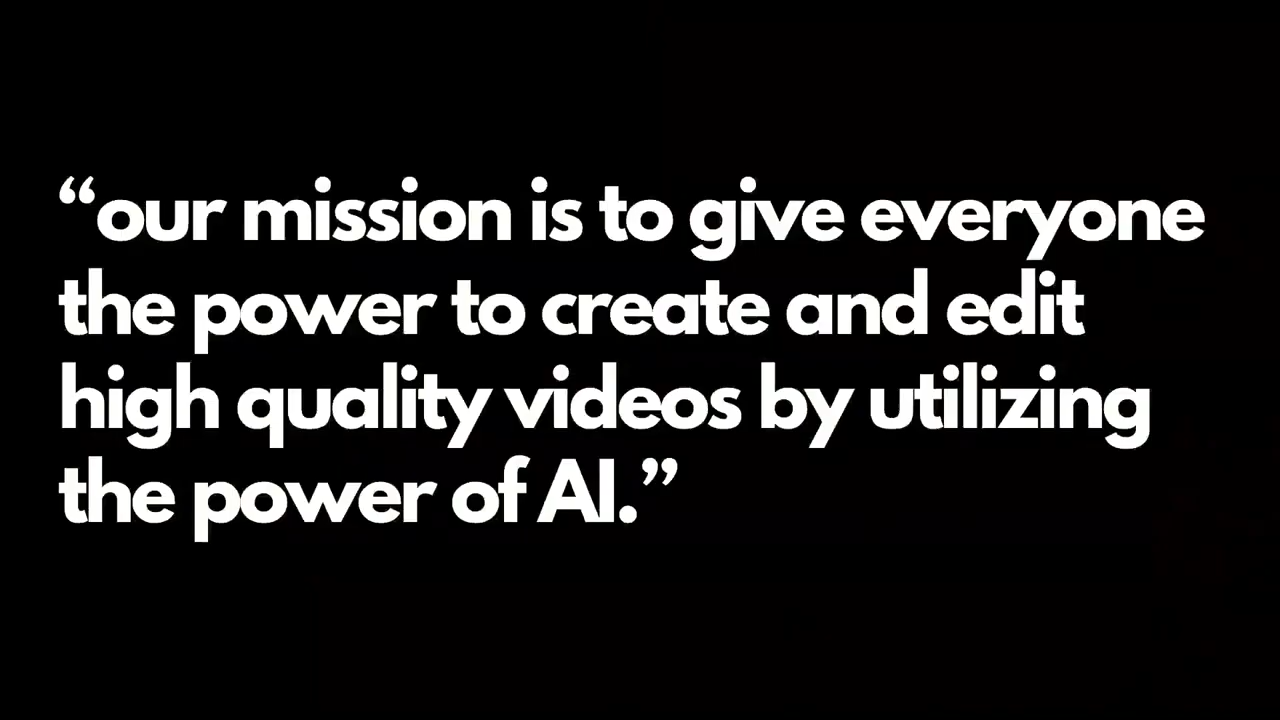 “our mission is to give everyone
the power to create and edit
high quality videos by utilizing
the power of AI.”